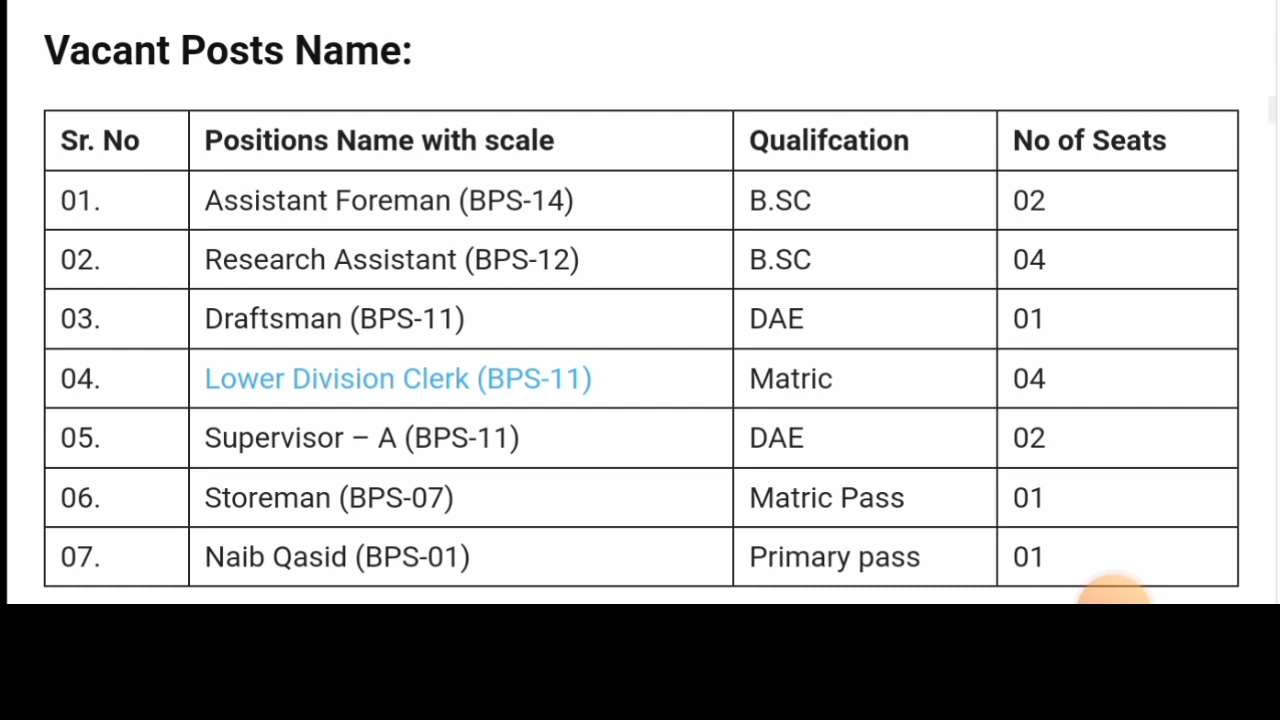 Vacant Posts Name:
Sr. No Positions Name with scale Qualifcation No of Seats
01. Assistant Foreman (BPS-14) B.SC 02
02. Research Assistant (BPS-12) B.SC 04
03. Draftsman (BPS-11) DAE 01
04. Lower Division Clerk (BPS-11) Matric 04
05. Supervisor – A (BPS-11) DAE 02
06. Storeman (BPS-07) Matric Pass 01
07. Naib Qasid (BPS-01) Primary pass 01